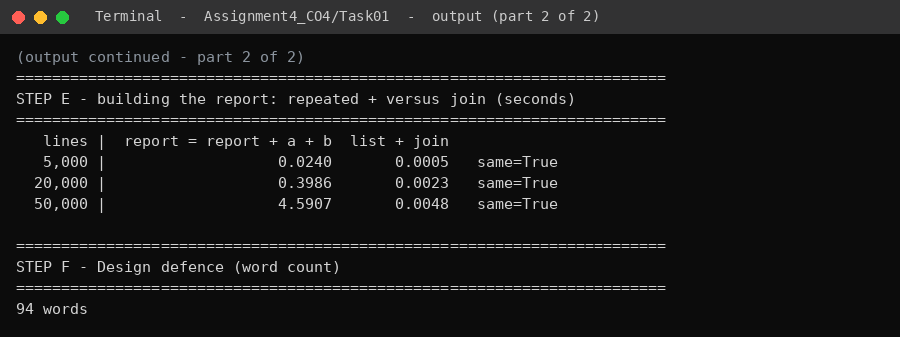 Terminal  -  Assignment4_CO4/Task01  -  output (part 2 of 2)
(output continued - part 2 of 2)
========================================================================
STEP E - building the report: repeated + versus join (seconds)
========================================================================
   lines |  report = report + a + b  list + join
   5,000 |                   0.0240       0.0005   same=True
  20,000 |                   0.3986       0.0023   same=True
  50,000 |                   4.5907       0.0048   same=True
========================================================================
STEP F - Design defence (word count)
========================================================================
94 words